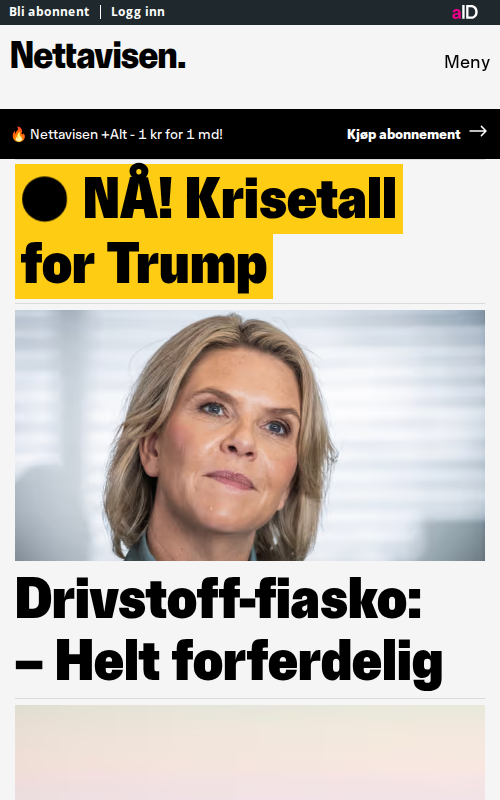 Bli abonnent | Logg inn
aID
Nettavisen.
Meny
🔥 Nettavisen +Alt - 1 kr for 1 md!
Kjøp abonnement →
NÅ! Krisetall
for Trump
Drivstoff-fiasko:
– Helt forferdelig